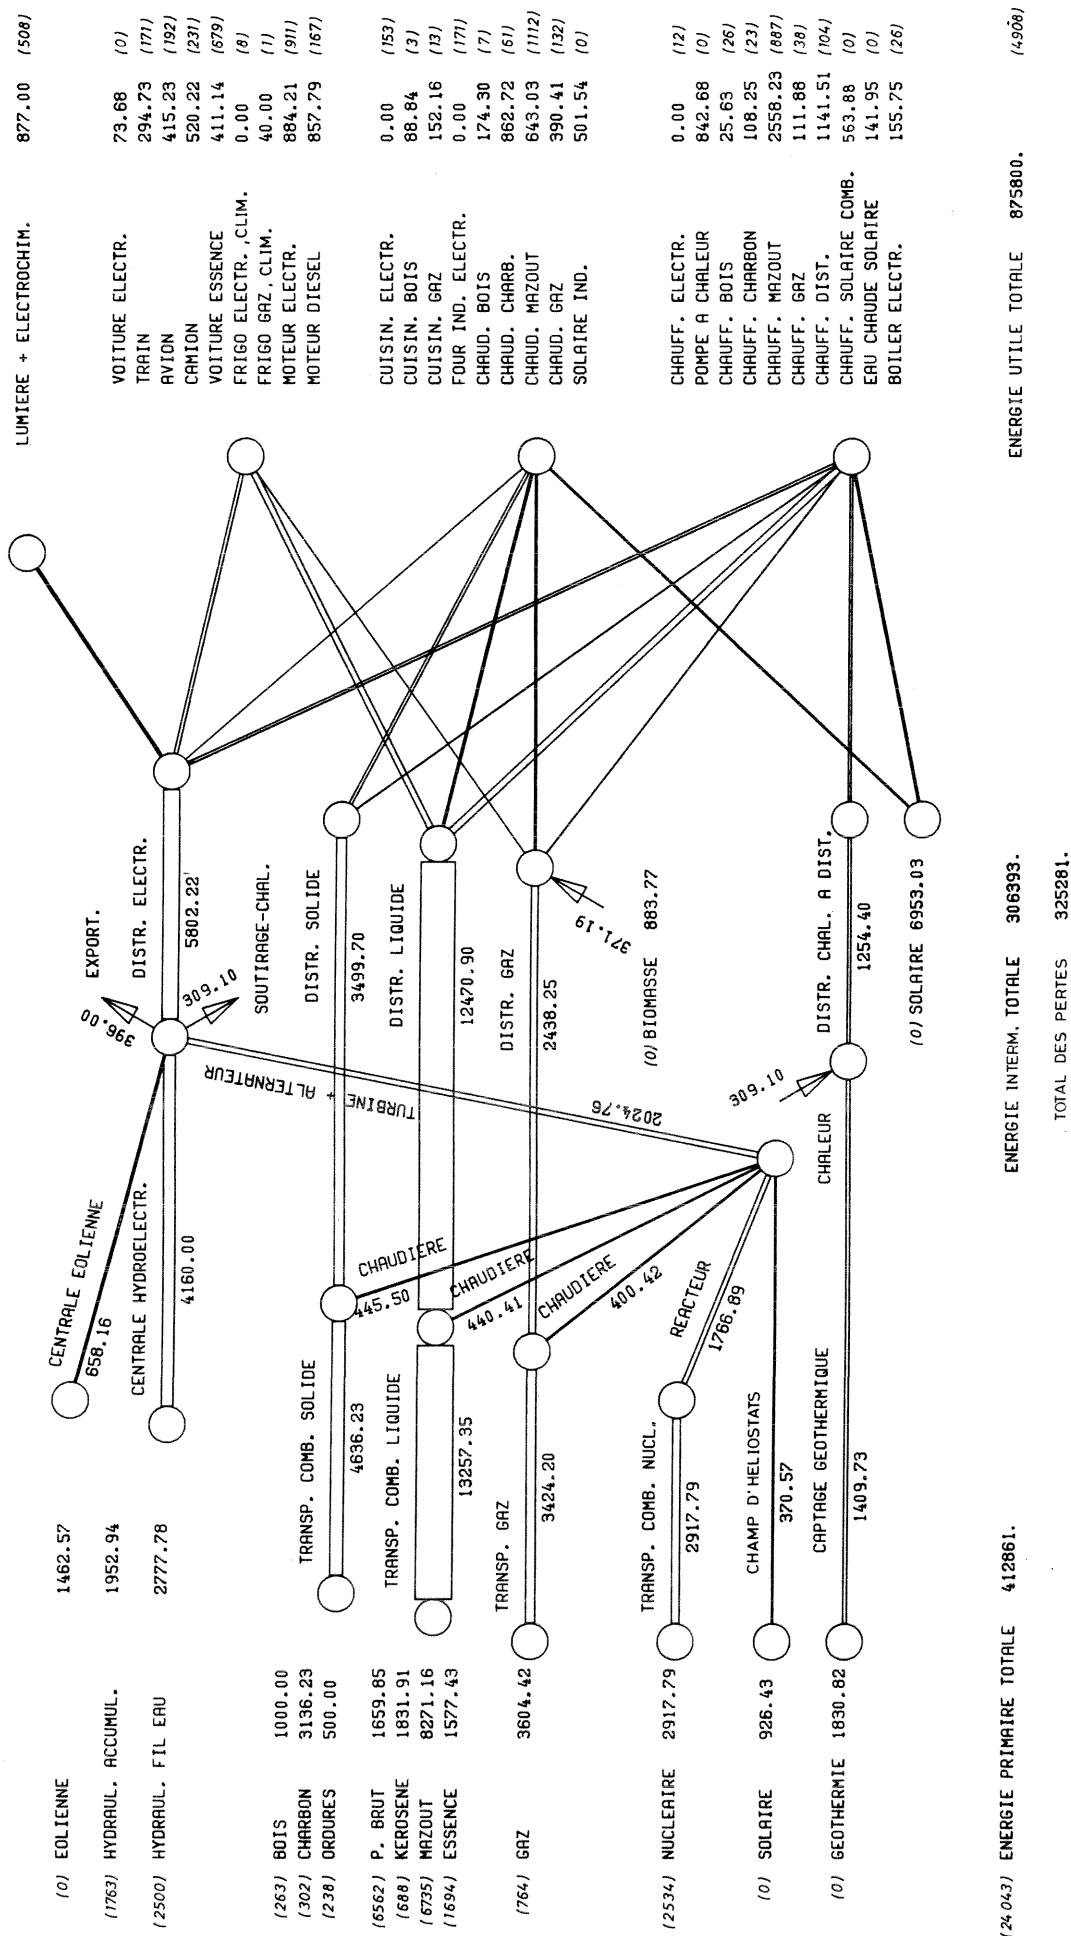 (0) EOLIENNE 1462.57
(1763) HYDRAUL. ACCUMUL. 1952.94
(2500) HYDRAUL. FIL EAU 2777.78
(263) BOIS 1000.00
(302) CHARBON 3136.23
(238) ORDURES 500.00
(6562) P. BRUT 1659.85
(688) KEROSENE 1831.91
(6735) MAZOUT 8271.16
(1694) ESSENCE 1577.43
(764) GAZ 3604.42
(2534) NUCLEAIRE 2917.79
(0) SOLAIRE 926.43
(0) GEOTHERMIE 1830.82
(24 043) ENERGIE PRIMAIRE TOTALE 412861.
CENTRALE EOLIENNE
658.16
CENTRALE HYDROELECTR.
4160.00
TRANSP. COMB. SOLIDE
4636.23
TRANSP. COMB. LIQUIDE
13257.35
TRANSP. GAZ
3424.20
TRANSP. COMB. NUCL.
2917.79
CHAMP D'HELIOSTATS
370.57
CAPTAGE GEOTHERMIQUE
1409.73
CHAUDIERE
445.50
CHAUDIERE
440.41
CHAUDIERE
400.42
REACTEUR
1766.89
TURBINE + ALTERNATEUR
2024.76
EXPORT.
396.00
309.10
SOUTIRAGE-CHAL.
DISTR. ELECTR.
5802.22
DISTR. SOLIDE
3499.70
DISTR. LIQUIDE
12470.90
DISTR. GAZ
2438.25
371.19
(0) BIOMASSE 883.77
CHALEUR
309.10
DISTR. CHAL. A DIST.
1254.40
(0) SOLAIRE 6953.03
ENERGIE INTERM. TOTALE 306393.
TOTAL DES PERTES 325281.
LUMIERE + ELECTROCHIM. 877.00 (508)
VOITURE ELECTR. 73.68 (0)
TRAIN 294.73 (171)
AVION 415.23 (192)
CAMION 520.22 (231)
VOITURE ESSENCE 411.14 (679)
FRIGO ELECTR.,CLIM. 0.00 (8)
FRIGO GAZ,CLIM. 40.00 (1)
MOTEUR ELECTR. 884.21 (911)
MOTEUR DIESEL 857.79 (167)
CUISIN. ELECTR. 0.00 (153)
CUISIN. BOIS 88.84 (3)
CUISIN. GAZ 152.16 (13)
FOUR IND. ELECTR. 0.00 (171)
CHAUD. BOIS 174.30 (7)
CHAUD. CHARB. 862.72 (61)
CHAUD. MAZOUT 643.03 (1112)
CHAUD. GAZ 390.41 (132)
SOLAIRE IND. 501.54 (0)
CHAUFF. ELECTR. 0.00 (12)
POMPE A CHALEUR 842.68 (0)
CHAUFF. BOIS 25.63 (26)
CHAUFF. CHARBON 108.25 (23)
CHAUFF. MAZOUT 2558.23 (887)
CHAUFF. GAZ 111.88 (38)
CHAUFF. DIST. 1141.51 (104)
CHAUFF. SOLAIRE COMB. 563.88 (0)
EAU CHAUDE SOLAIRE 141.95 (0)
BOILER ELECTR. 155.75 (26)
ENERGIE UTILE TOTALE 875800. (4908)